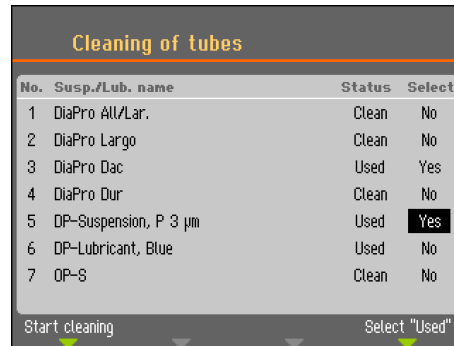 Cleaning of tubes
No. Susp./Lub. name Status Select
1 DiaPro All/Lar. Clean No
2 DiaPro Largo Clean No
3 DiaPro Dac Used Yes
4 DiaPro Dur Clean No
5 DP-Suspension, P 3 µm Used Yes
6 DP-Lubricant, Blue Used No
7 OP-S Clean No
Start cleaning Select "Used"